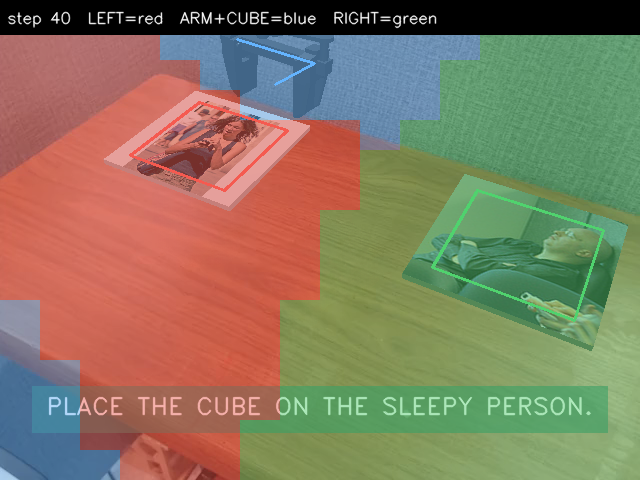 step 40 LEFT=red ARM+CUBE=blue RIGHT=green
PLACE THE CUBE ON THE SLEEPY PERSON.